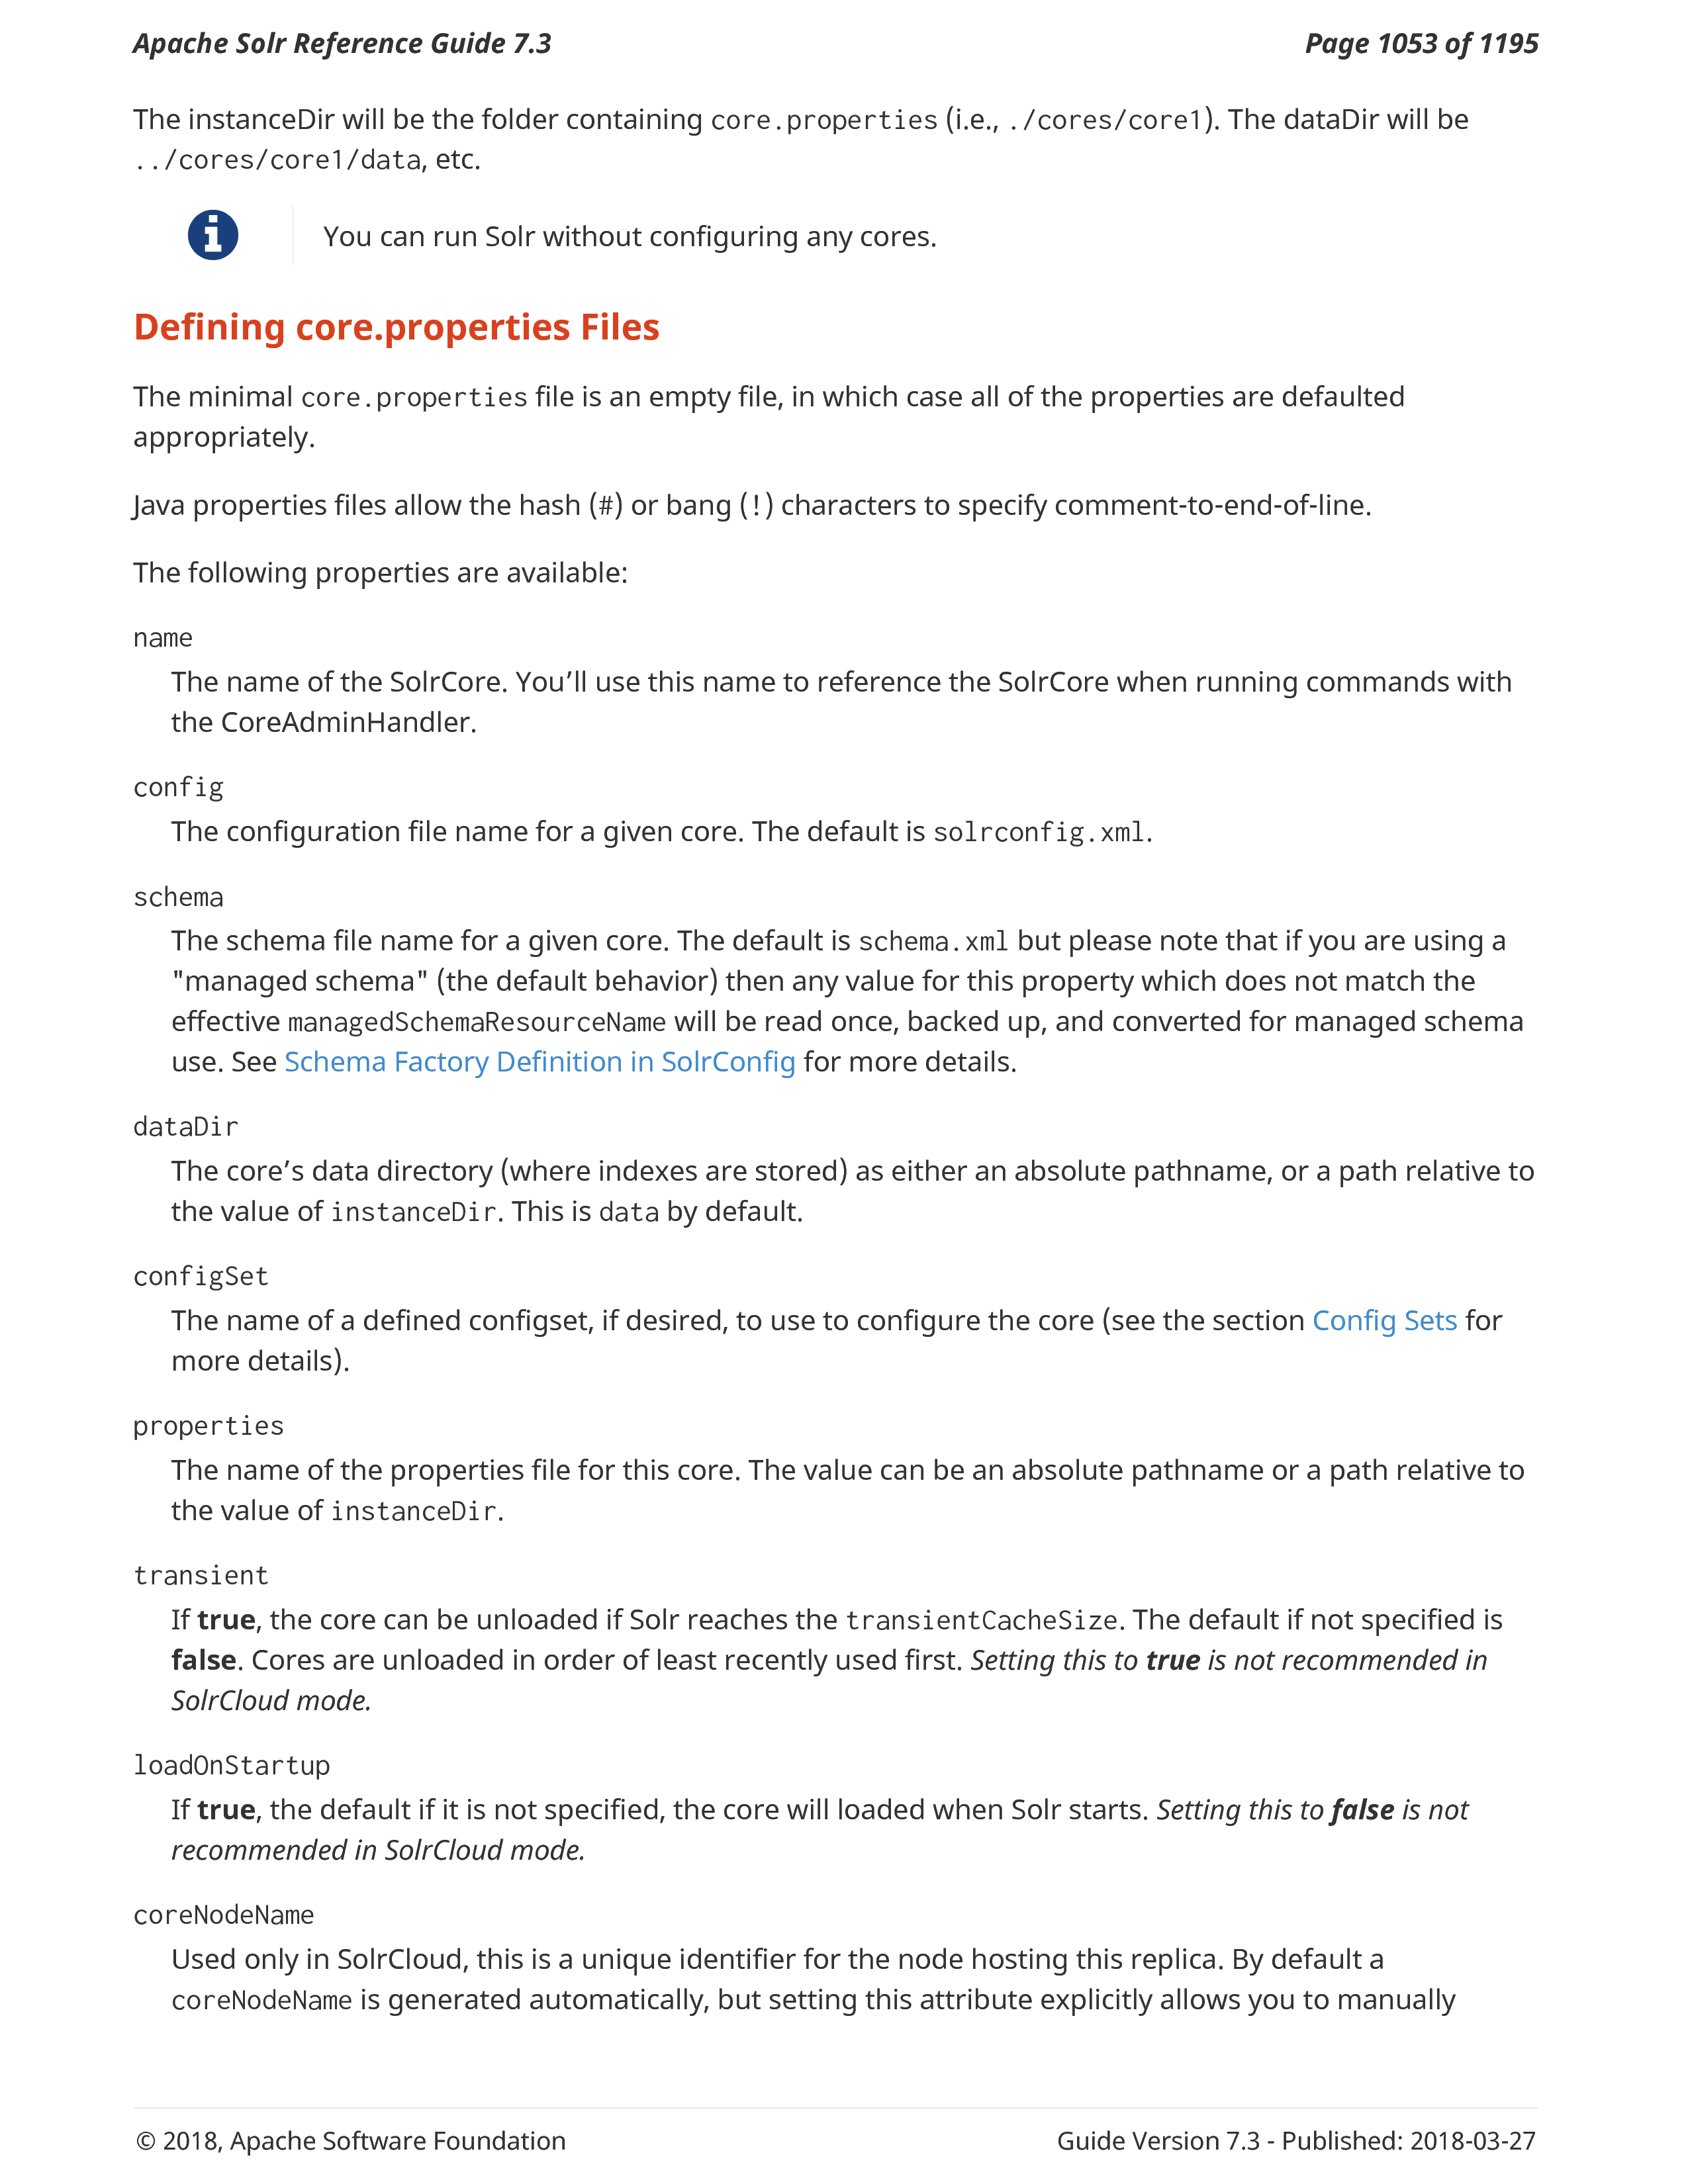 Apache Solr Reference Guide 7.3
Page 1053 of 1195
The instanceDir will be the folder containing core.properties (i.e., ./cores/core1). The dataDir will be
../cores/core1/data, etc.
You can run Solr without configuring any cores.
Defining core.properties Files
The minimal core.properties file is an empty file, in which case all of the properties are defaulted
appropriately.
Java properties files allow the hash (#) or bang (!) characters to specify comment-to-end-of-line.
The following properties are available:
name
The name of the SolrCore. You’ll use this name to reference the SolrCore when running commands with
the CoreAdminHandler.
config
The configuration file name for a given core. The default is solrconfig.xml.
schema
The schema file name for a given core. The default is schema.xml but please note that if you are using a
"managed schema" (the default behavior) then any value for this property which does not match the
effective managedSchemaResourceName will be read once, backed up, and converted for managed schema
use. See Schema Factory Definition in SolrConfig for more details.
dataDir
The core’s data directory (where indexes are stored) as either an absolute pathname, or a path relative to
the value of instanceDir. This is data by default.
configSet
The name of a defined configset, if desired, to use to configure the core (see the section Config Sets for
more details).
properties
The name of the properties file for this core. The value can be an absolute pathname or a path relative to
the value of instanceDir.
transient
If true, the core can be unloaded if Solr reaches the transientCacheSize. The default if not specified is
false. Cores are unloaded in order of least recently used first. Setting this to true is not recommended in
SolrCloud mode.
loadOnStartup
If true, the default if it is not specified, the core will loaded when Solr starts. Setting this to false is not
recommended in SolrCloud mode.
coreNodeName
Used only in SolrCloud, this is a unique identifier for the node hosting this replica. By default a
coreNodeName is generated automatically, but setting this attribute explicitly allows you to manually
© 2018, Apache Software Foundation
Guide Version 7.3 - Published: 2018-03-27